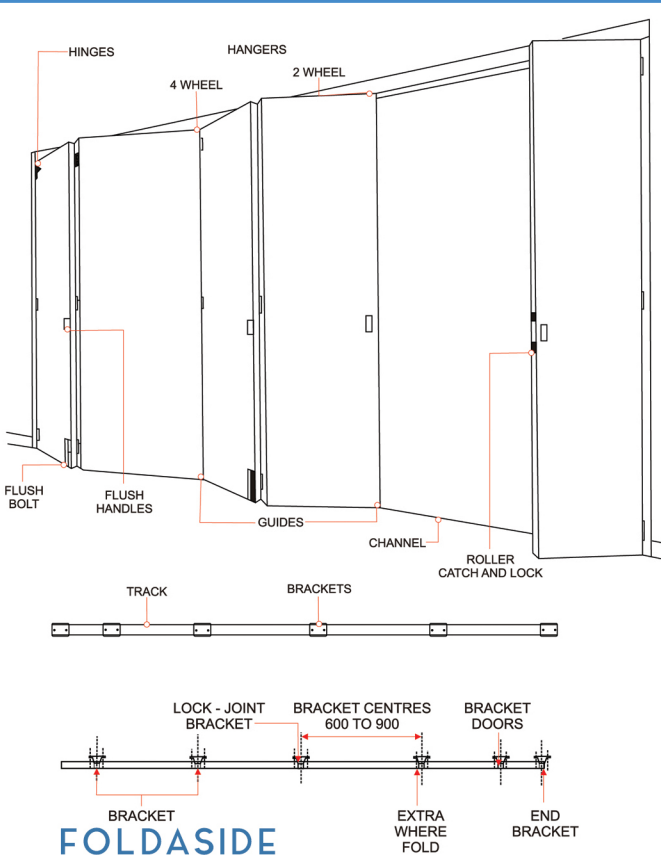 HINGES
HANGERS
4 WHEEL
2 WHEEL
FLUSH
BOLT
FLUSH
HANDLES
GUIDES
CHANNEL
ROLLER
CATCH AND LOCK
TRACK
BRACKETS
LOCK - JOINT
BRACKET
BRACKET CENTRES
600 TO 900
BRACKET
DOORS
BRACKET
EXTRA
WHERE
FOLD
END
BRACKET
FOLDASIDE